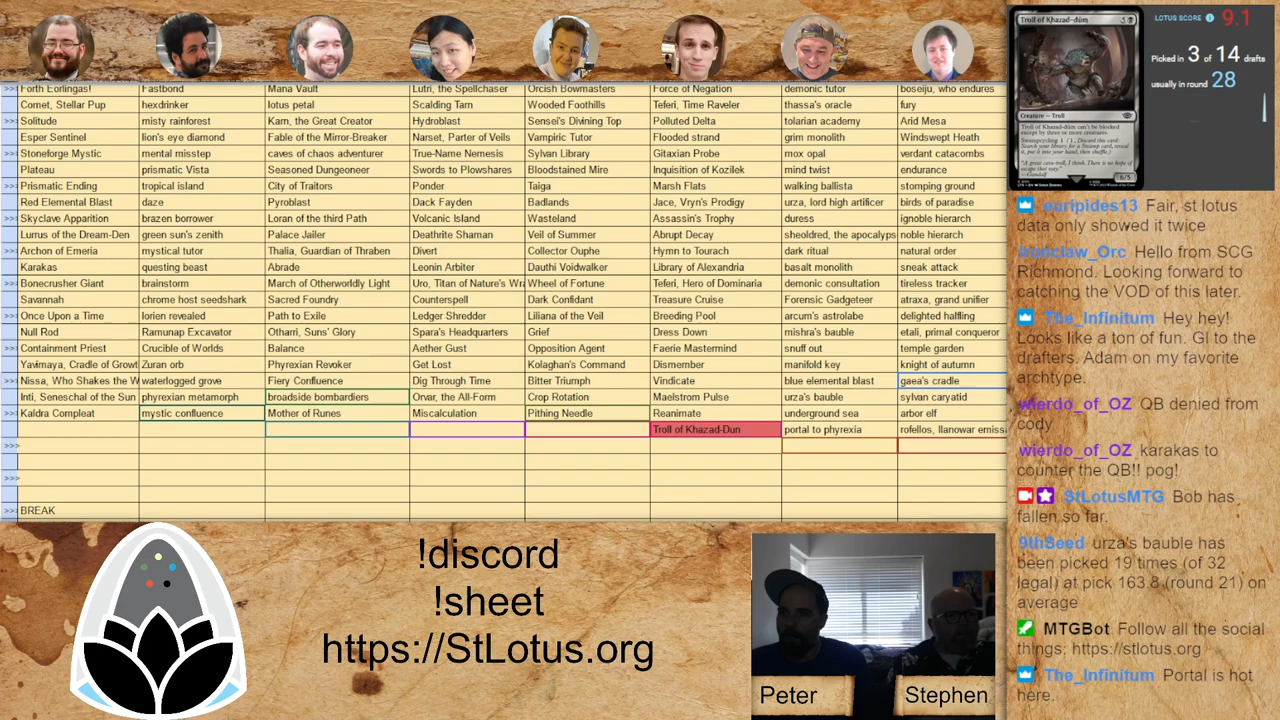 >>> Forth Eorlingas! Fastbond Mana Vault Lutri, the Spellchaser Orcish Bowmasters Force of Negation demonic tutor boseiju, who endures
Comet, Stellar Pup hexdrinker lotus petal Scalding Tarn Wooded Foothills Teferi, Time Raveler thassa's oracle fury
>>> Solitude misty rainforest Karn, the Great Creator Hydroblast Sensei's Divining Top Polluted Delta tolarian academy Arid Mesa
Esper Sentinel lion's eye diamond Fable of the Mirror-Breaker Narset, Parter of Veils Vampiric Tutor Flooded strand grim monolith Windswept Heath
>>> Stoneforge Mystic mental misstep caves of chaos adventurer True-Name Nemesis Sylvan Library Gitaxian Probe mox opal verdant catacombs
Plateau prismatic Vista Seasoned Dungeoneer Swords to Plowshares Bloodstained Mire Inquisition of Kozilek mind twist endurance
>>> Prismatic Ending tropical island City of Traitors Ponder Taiga Marsh Flats walking ballista stomping ground
Red Elemental Blast daze Pyroblast Dack Fayden Badlands Jace, Vryn's Prodigy urza, lord high artificer birds of paradise
>>> Skyclave Apparition brazen borrower Loran of the third Path Volcanic Island Wasteland Assassin's Trophy duress ignoble hierarch
Lurrus of the Dream-Den green sun's zenith Palace Jailer Deathrite Shaman Veil of Summer Abrupt Decay sheoldred, the apocalyps noble hierarch
>>> Archon of Emeria mystical tutor Thalia, Guardian of Thraben Divert Collector Ouphe Hymn to Tourach dark ritual natural order
Karakas questing beast Abrade Leonin Arbiter Dauthi Voidwalker Library of Alexandria basalt monolith sneak attack
>>> Bonecrusher Giant brainstorm March of Otherworldly Light Uro, Titan of Nature's Wra Wheel of Fortune Teferi, Hero of Dominaria demonic consultation tireless tracker
Savannah chrome host seedshark Sacred Foundry Counterspell Dark Confidant Treasure Cruise Forensic Gadgeteer atraxa, grand unifier
>>> Once Upon a Time lorien revealed Path to Exile Ledger Shredder Liliana of the Veil Breeding Pool arcum's astrolabe delighted halfling
Null Rod Ramunap Excavator Otharri, Suns' Glory Spara's Headquarters Grief Dress Down mishra's bauble etali, primal conqueror
>>> Containment Priest Crucible of Worlds Balance Aether Gust Opposition Agent Faerie Mastermind snuff out temple garden
Yavimaya, Cradle of Growt Zuran orb Phyrexian Revoker Get Lost Kolaghan's Command Dismember manifold key knight of autumn
>>> Nissa, Who Shakes the W waterlogged grove Fiery Confluence Dig Through Time Bitter Triumph Vindicate blue elemental blast gaea's cradle
Inti, Seneschal of the Sun phyrexian metamorph broadside bombardiers Orvar, the All-Form Crop Rotation Maelstrom Pulse urza's bauble sylvan caryatid
>>> Kaldra Compleat mystic confluence Mother of Runes Miscalculation Pithing Needle Reanimate underground sea arbor elf
Troll of Khazad-Dun portal to phyrexia rofellos, llanowar emissa
>>>
>>>
>>> BREAK
!discord
!sheet
https://StLotus.org
Peter
Stephen
Troll of Khazad-dûm
Creature — Troll
Troll of Khazad-dûm can't be blocked
except by three or more creatures.
6/5
LOTUS SCORE 9.1
Picked in 3 of 14 drafts
usually in round 28
euripides13 Fair, st lotus
data only showed it twice
Ironclaw_Orc Hello from SCG
Richmond. Looking forward to
catching the VOD of this later.
The_Infinitum Hey hey!
Looks like a ton of fun. Gl to the
drafters. Adam on my favorite
archtype.
wierdo_of_OZ QB denied from
cody
wierdo_of_OZ karakas to
counter the QB!! pog!
StLotusMTG Bob has
fallen so far.
9thSeed urza's bauble has
been picked 19 times (of 32
legal) at pick 163.8 (round 21) on
average
MTGBot Follow all the social
things; https://stlotus.org
The_Infinitum Portal is hot
here.